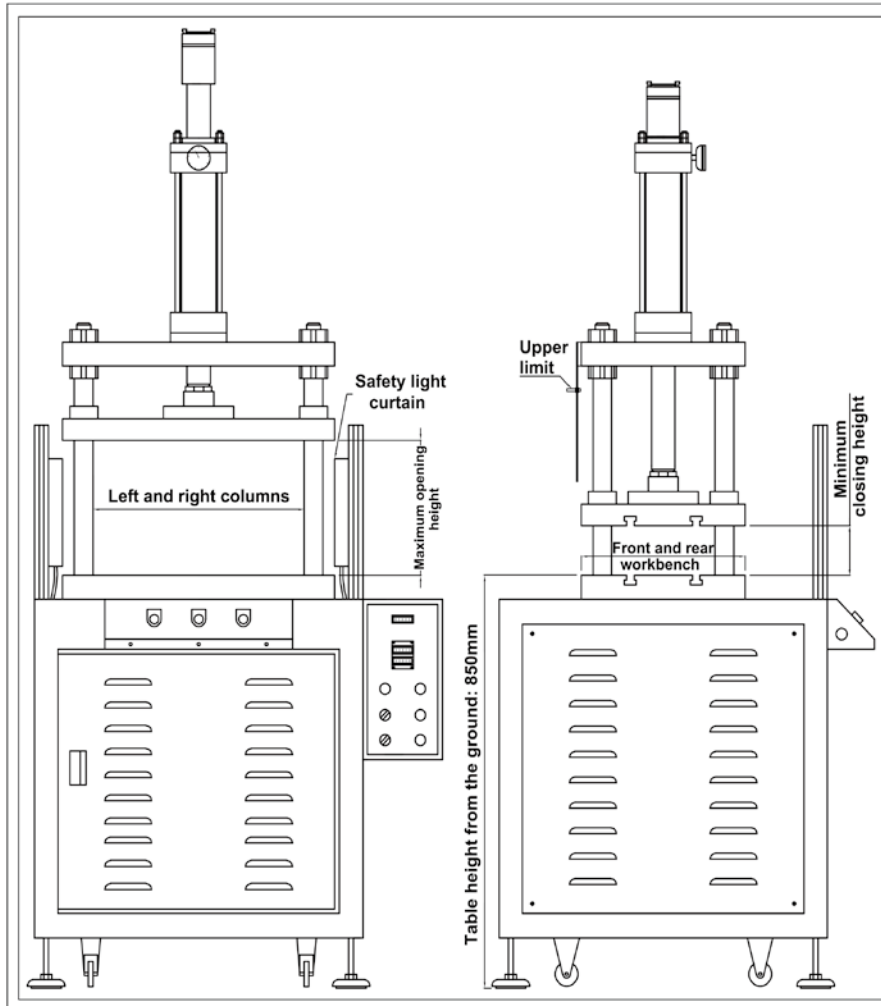 Safety light
curtain
Left and right columns
Maximum opening
height
Upper
limit
Minimum
closing height
Front and rear
workbench
Table height from the ground: 850mm